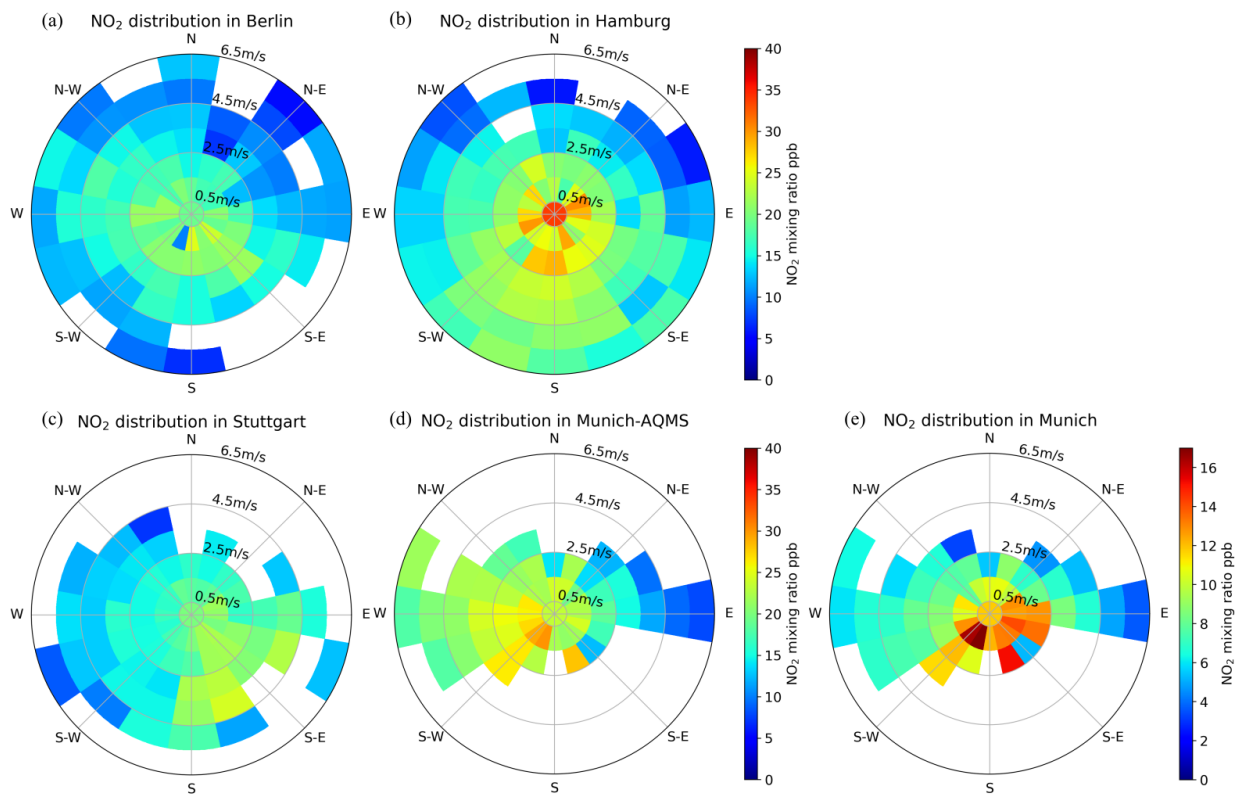 (a) NO₂ distribution in Berlin
N
6.5m/s
N-W
N-E
4.5m/s
2.5m/s
0.5m/s
W
E
S-W
S-E
S
(b) NO₂ distribution in Hamburg
N
6.5m/s
N-W
N-E
4.5m/s
2.5m/s
0.5m/s
W
E
S-W
S-E
S
40
35
30
25
20
15
10
5
0
NO₂ mixing ratio ppb
(c) NO₂ distribution in Stuttgart
N
6.5m/s
N-W
N-E
4.5m/s
2.5m/s
0.5m/s
W
E
S-W
S-E
S
(d) NO₂ distribution in Munich-AQMS
N
6.5m/s
N-W
N-E
4.5m/s
2.5m/s
0.5m/s
W
E
S-W
S-E
S
40
35
30
25
20
15
10
5
0
NO₂ mixing ratio ppb
(e) NO₂ distribution in Munich
N
6.5m/s
N-W
N-E
4.5m/s
2.5m/s
0.5m/s
W
E
S-W
S-E
S
16
14
12
10
8
6
4
2
0
NO₂ mixing ratio ppb